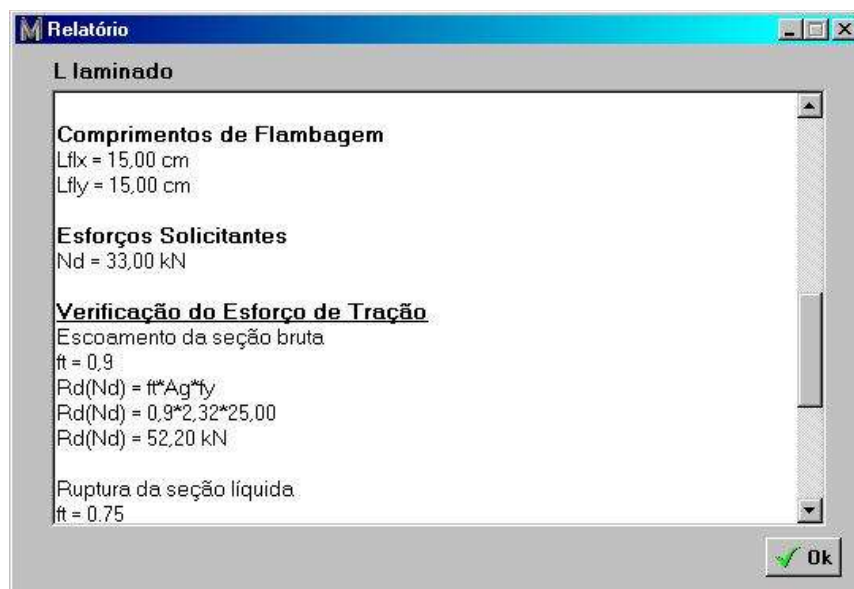 Relatório
L laminado
Comprimentos de Flambagem
Lflx = 15,00 cm
Lfly = 15,00 cm
Esforços Solicitantes
Nd = 33,00 kN
Verificação do Esforço de Tração
Escoamento da seção bruta
ft = 0,9
Rd(Nd) = ft*Ag*fy
Rd(Nd) = 0,9*2,32*25,00
Rd(Nd) = 52,20 kN
Ruptura da seção líquida
ft = 0.75
Ok